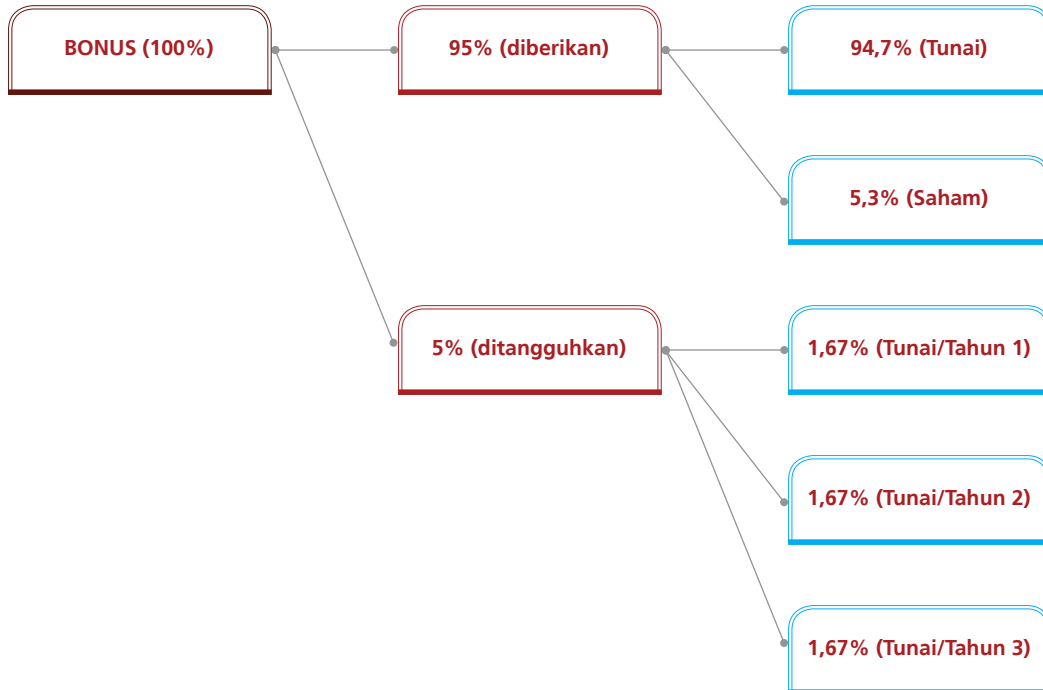 BONUS (100%)
95% (diberikan)
94,7% (Tunai)
5,3% (Saham)
5% (ditangguhkan)
1,67% (Tunai/Tahun 1)
1,67% (Tunai/Tahun 2)
1,67% (Tunai/Tahun 3)